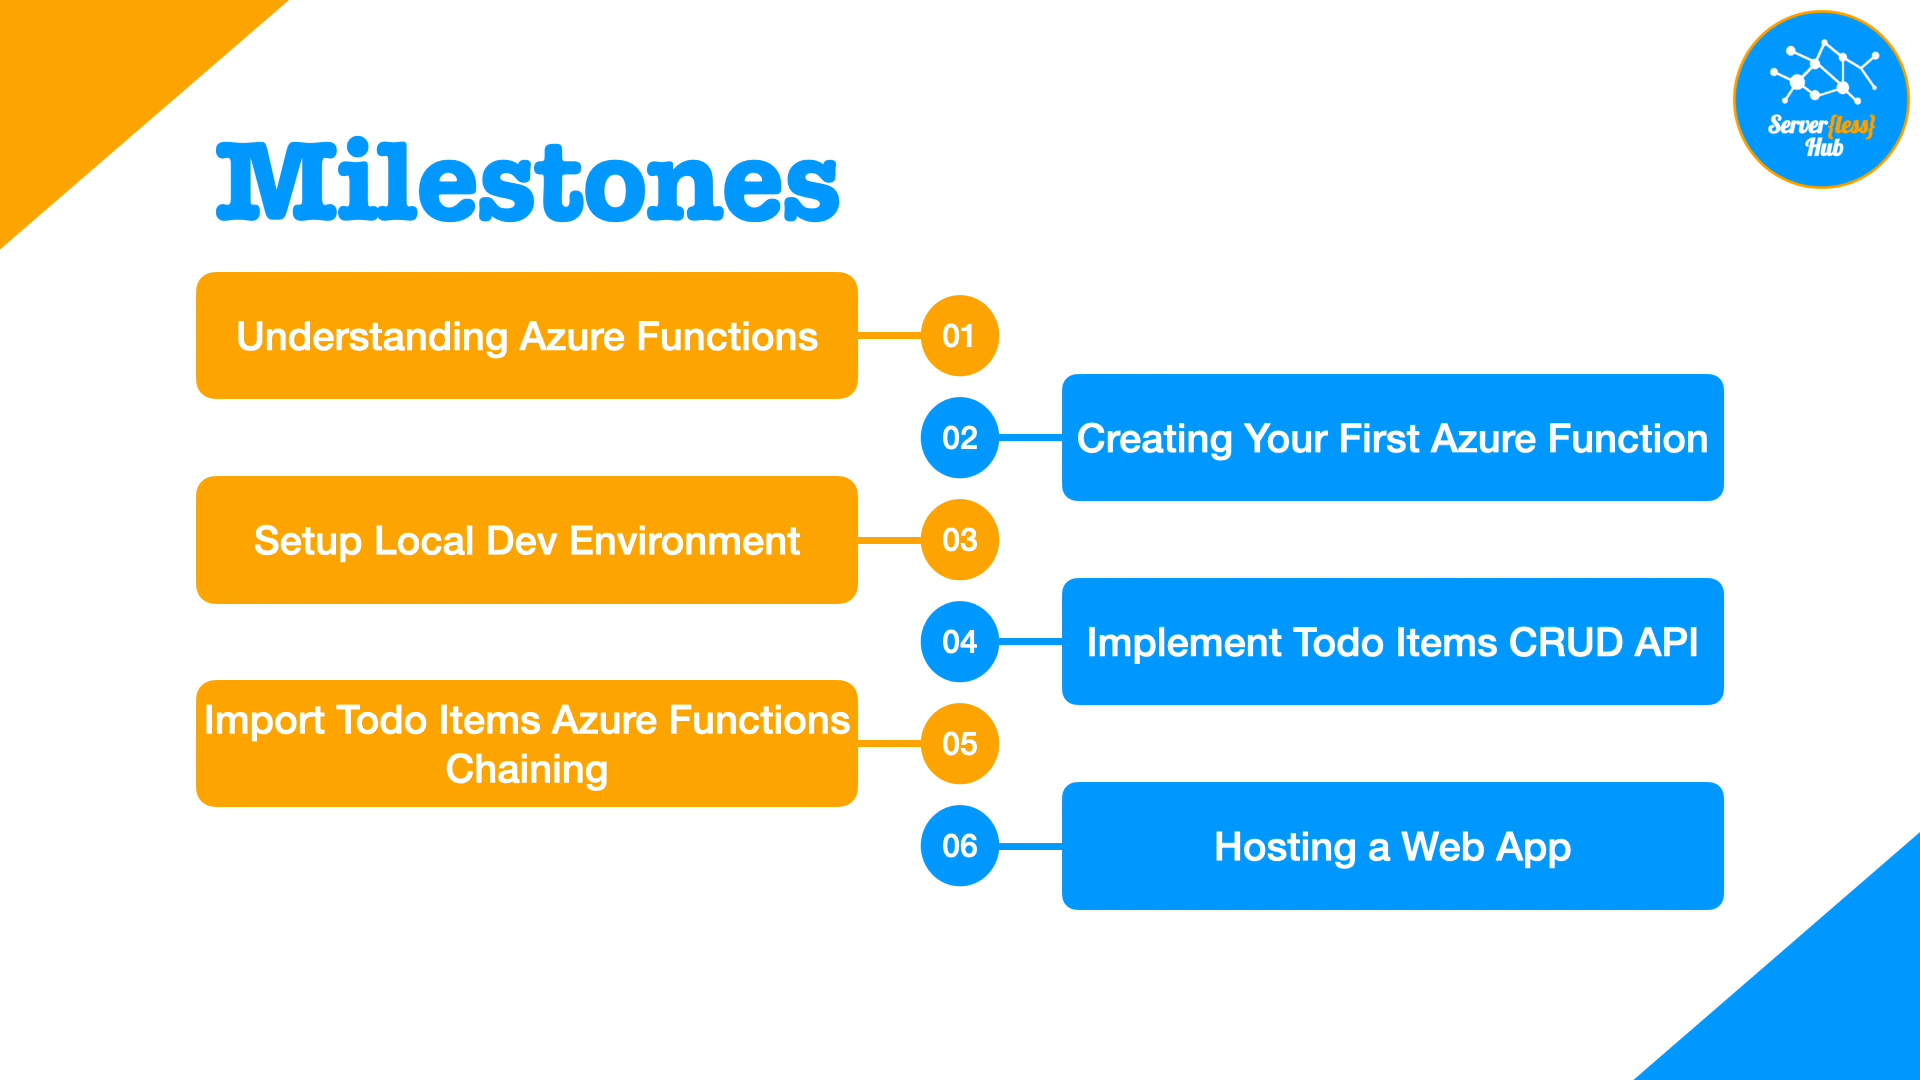 Server{less}
Hub
Milestones
Understanding Azure Functions
01
02
Creating Your First Azure Function
Setup Local Dev Environment
03
04
Implement Todo Items CRUD API
Import Todo Items Azure Functions
Chaining
05
06
Hosting a Web App